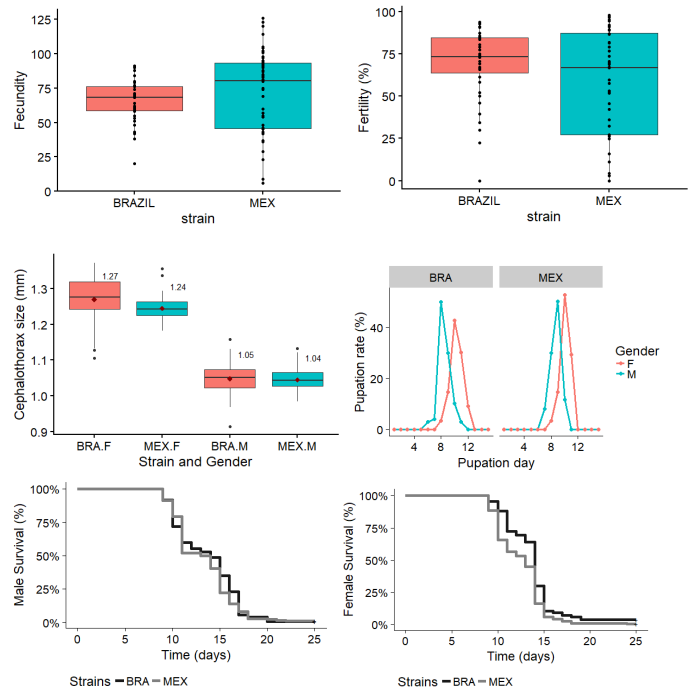 Fecundity
125
100
75
50
25
0
BRAZIL MEX
strain
Fertility (%)
75
50
25
0
BRAZIL MEX
strain
Cephalothorax size (mm)
1.3
1.2
1.1
1.0
0.9
1.27
1.24
1.05
1.04
BRA.F MEX.F BRA.M MEX.M
Strain and Gender
BRA MEX
Pupation rate (%)
40
20
0
4 8 12 4 8 12
Pupation day
Gender
F
M
Male Survival (%)
100%
75%
50%
25%
0%
0 5 10 15 20 25
Time (days)
Strains BRA MEX
Female Survival (%)
100%
75%
50%
25%
0%
0 5 10 15 20 25
Time (days)
Strains BRA MEX